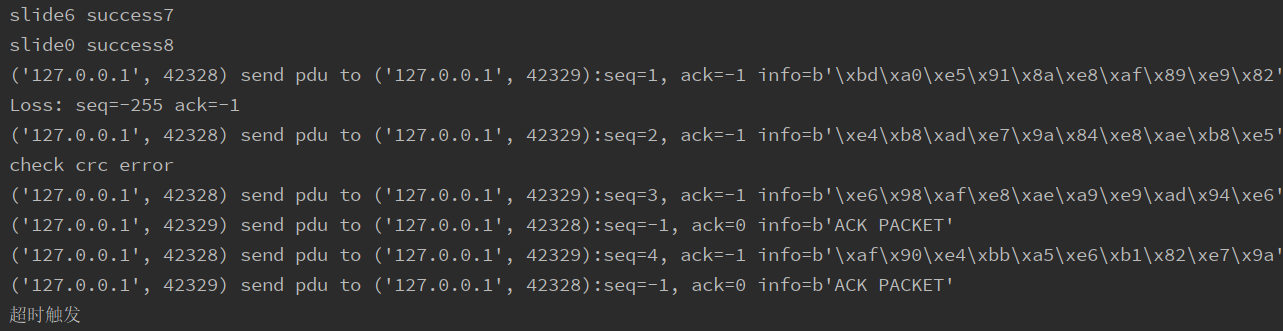 slide6 success7
slide0 success8
('127.0.0.1', 42328) send pdu to ('127.0.0.1', 42329):seq=1, ack=-1 info=b'\xbd\xa0\xe5\x91\x8a\xe8\xaf\x89\xe9\x82'
Loss: seq=-255 ack=-1
('127.0.0.1', 42328) send pdu to ('127.0.0.1', 42329):seq=2, ack=-1 info=b'\xe4\xb8\xad\xe7\x9a\x84\xe8\xae\xb8\xe5'
check crc error
('127.0.0.1', 42328) send pdu to ('127.0.0.1', 42329):seq=3, ack=-1 info=b'\xe6\x98\xaf\xe8\xae\xa9\xe9\xad\x94\xe6'
('127.0.0.1', 42329) send pdu to ('127.0.0.1', 42328):seq=-1, ack=0 info=b'ACK PACKET'
('127.0.0.1', 42328) send pdu to ('127.0.0.1', 42329):seq=4, ack=-1 info=b'\xaf\x90\xe4\xbb\xa5\xe6\xb1\x82\xe7\x9a'
('127.0.0.1', 42329) send pdu to ('127.0.0.1', 42328):seq=-1, ack=0 info=b'ACK PACKET'
超时触发